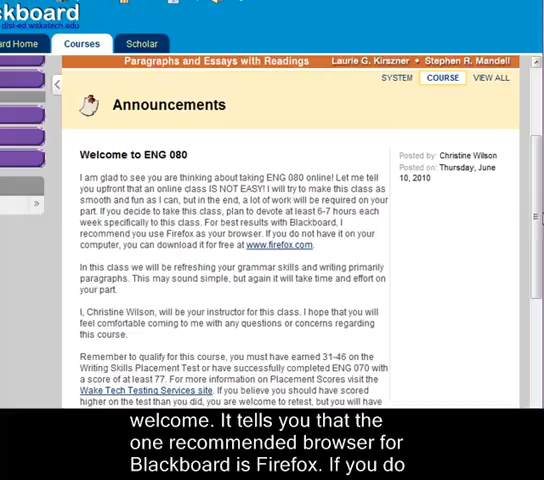 ckboard
dist-ed.waketech.edu
ard Home Courses Scholar
Paragraphs and Essays with Readings Laurie G. Kirszner • Stephen R. Mandell
SYSTEM COURSE VIEW ALL
Announcements
Welcome to ENG 080
Posted by: Christine Wilson
Posted on: Thursday, June
10, 2010
I am glad to see you are thinking about taking ENG 080 online! Let me tell
you upfront that an online class IS NOT EASY! I will try to make this class as
smooth and fun as I can, but in the end, a lot of work will be required on your
part. If you decide to take this class, plan to devote at least 6-7 hours each
week specifically to this class. For best results with Blackboard, I
recommend you use Firefox as your browser. If you do not have it on your
computer, you can download it for free at www.firefox.com.
In this class we will be refreshing your grammar skills and writing primarily
paragraphs. This may sound simple, but again it will take time and effort on
your part.
I, Christine Wilson, will be your instructor for this class. I hope that you will
feel comfortable coming to me with any questions or concerns regarding
this course.
Remember to qualify for this course, you must have earned 31-46 on the
Writing Skills Placement Test or have successfully completed ENG 070 with
a score of at least 77. For more information on Placement Scores visit the
Wake Tech Testing Services site. If you believe you should have scored
higher on the test than you did, you are welcome to retest, but you will have
welcome. It tells you that the
one recommended browser for
Blackboard is Firefox. If you do